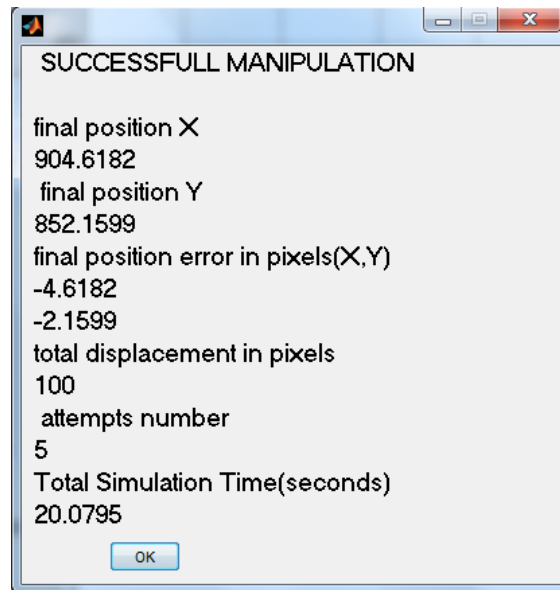 SUCCESSFULL MANIPULATION
final position X
904.6182
final position Y
852.1599
final position error in pixels(X,Y)
-4.6182
-2.1599
total displacement in pixels
100
attempts number
5
Total Simulation Time(seconds)
20.0795
OK